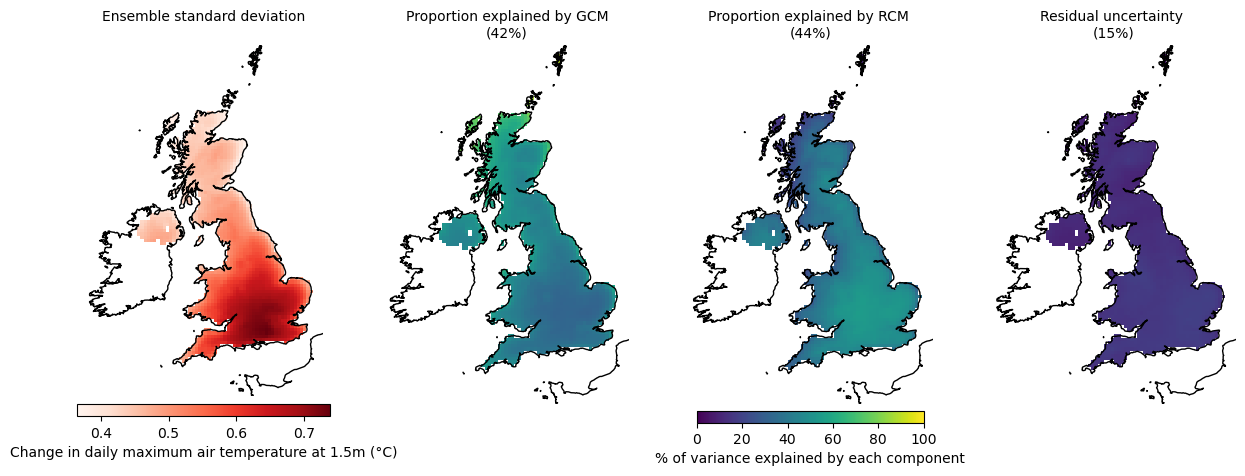 Ensemble standard deviation
Proportion explained by GCM
(42%)
Proportion explained by RCM
(44%)
Residual uncertainty
(15%)
0.4 0.5 0.6 0.7
Change in daily maximum air temperature at 1.5m (°C)
0 20 40 60 80 100
% of variance explained by each component